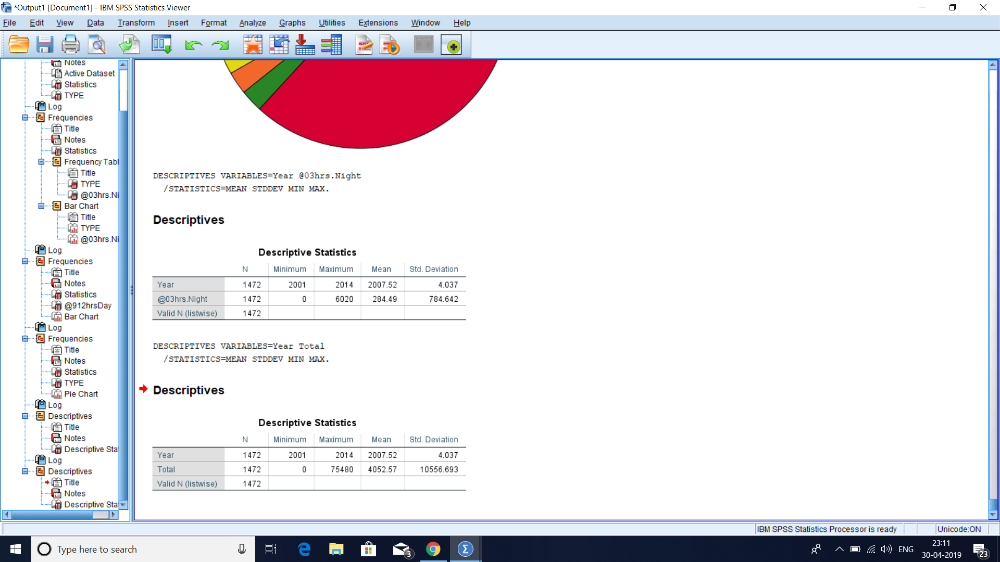 *Output1 [Document1] - IBM SPSS Statistics Viewer
File Edit View Data Transform Insert Format Analyze Graphs Utilities Extensions Window Help
Notes
Active Dataset
Statistics
TYPE
Log
Frequencies
Title
Notes
Statistics
Frequency Tabl
Title
TYPE
@03hrs.Ni
Bar Chart
Title
TYPE
@03hrs.Ni
Log
Frequencies
Title
Notes
Statistics
@912hrsDay
Bar Chart
Log
Frequencies
Title
Notes
Statistics
TYPE
Pie Chart
Log
Descriptives
Title
Notes
Descriptive Sta
Log
Descriptives
Title
Notes
Descriptive Sta
DESCRIPTIVES VARIABLES=Year @03hrs.Night
/STATISTICS=MEAN STDDEV MIN MAX.
Descriptives
Descriptive Statistics
N Minimum Maximum Mean Std. Deviation
Year 1472 2001 2014 2007.52 4.037
@03hrs.Night 1472 0 6020 284.49 784.642
Valid N (listwise) 1472
DESCRIPTIVES VARIABLES=Year Total
/STATISTICS=MEAN STDDEV MIN MAX.
Descriptives
Descriptive Statistics
N Minimum Maximum Mean Std. Deviation
Year 1472 2001 2014 2007.52 4.037
Total 1472 0 75480 4052.57 10556.693
Valid N (listwise) 1472
IBM SPSS Statistics Processor is ready Unicode:ON
Type here to search
3
ENG
23:11
30-04-2019
23